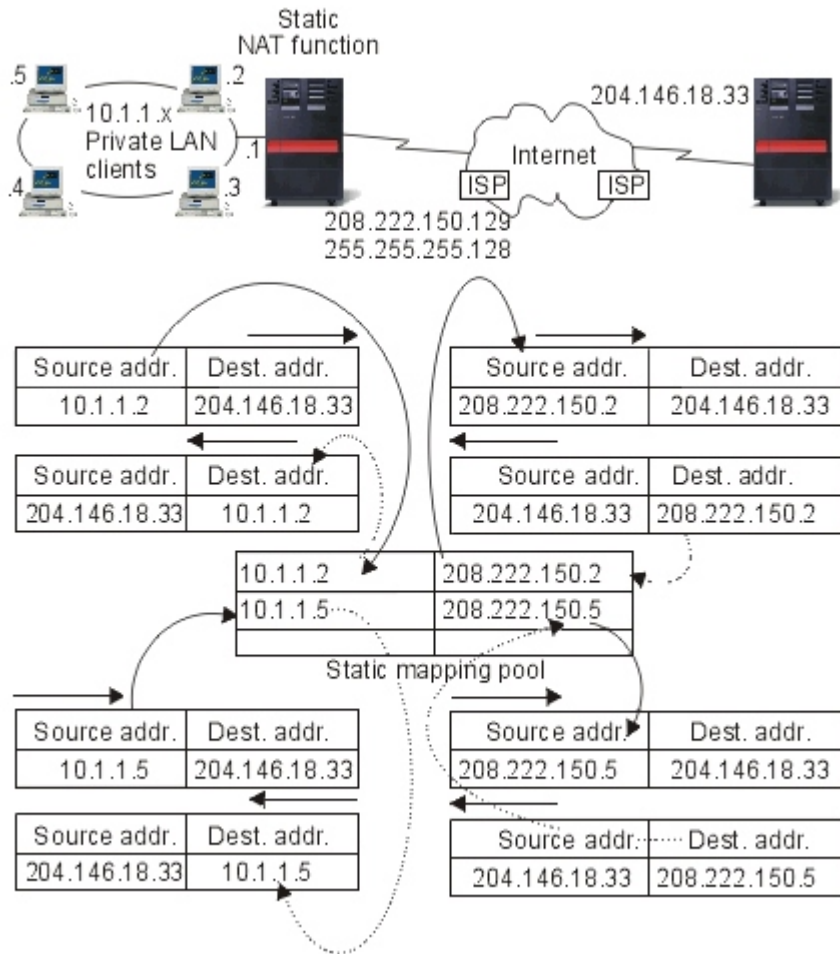 Static
NAT function
.5
.2
10.1.1.x
Private LAN
clients
.1
.4
.3
204.146.18.33
Internet
ISP
ISP
208.222.150.129
255.255.255.128
Source addr. Dest. addr.
10.1.1.2 204.146.18.33
Source addr. Dest. addr.
208.222.150.2 204.146.18.33
Source addr. Dest. addr.
204.146.18.33 10.1.1.2
Source addr. Dest. addr.
204.146.18.33 208.222.150.2
10.1.1.2 208.222.150.2
10.1.1.5 208.222.150.5
Static mapping pool
Source addr. Dest. addr.
10.1.1.5 204.146.18.33
Source addr. Dest. addr.
208.222.150.5 204.146.18.33
Source addr. Dest. addr.
204.146.18.33 10.1.1.5
Source addr. Dest. addr.
204.146.18.33 208.222.150.5